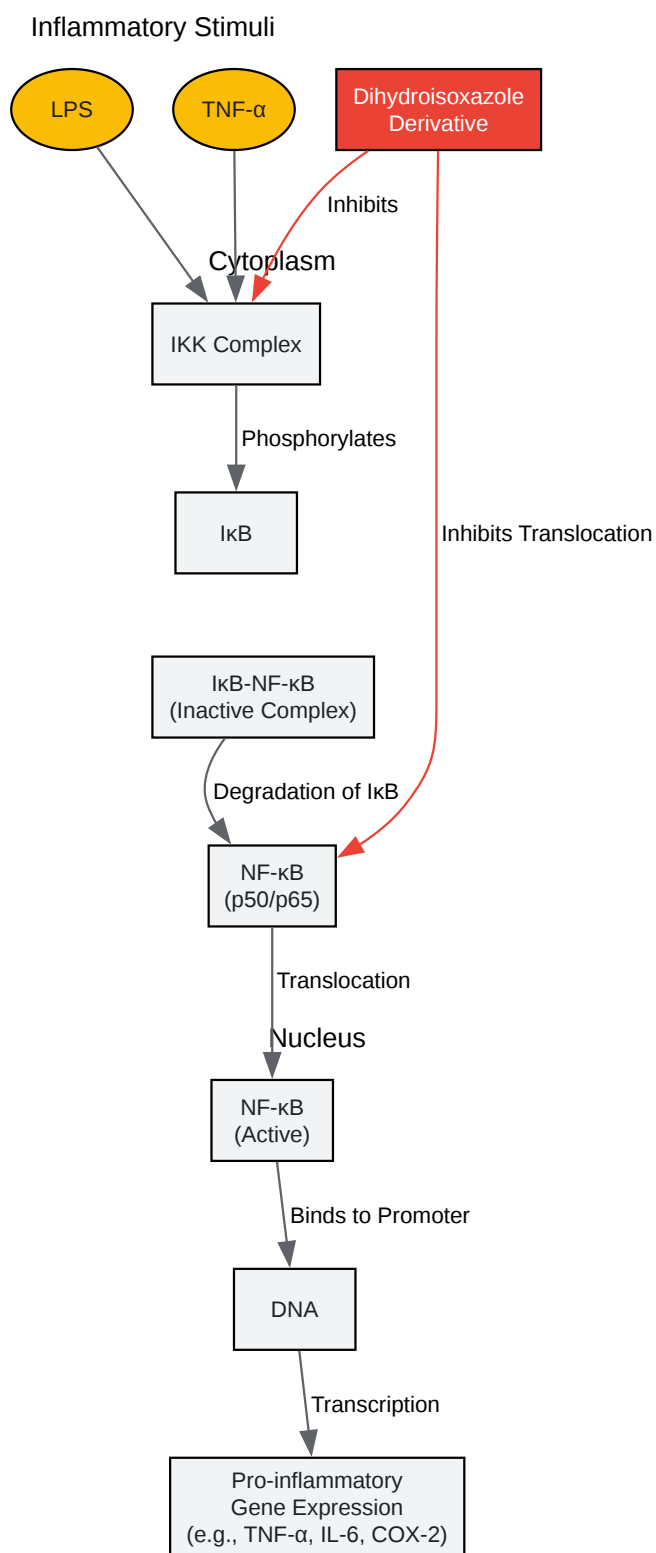 Inflammatory Stimuli
LPS
TNF-α
Dihydroisoxazole
Derivative
Inhibits
Cytoplasm
IKK Complex
Phosphorylates
IκB
Inhibits Translocation
IκB-NF-κB
(Inactive Complex)
Degradation of IκB
NF-κB
(p50/p65)
Translocation
Nucleus
NF-κB
(Active)
Binds to Promoter
DNA
Transcription
Pro-inflammatory
Gene Expression
(e.g., TNF-α, IL-6, COX-2)